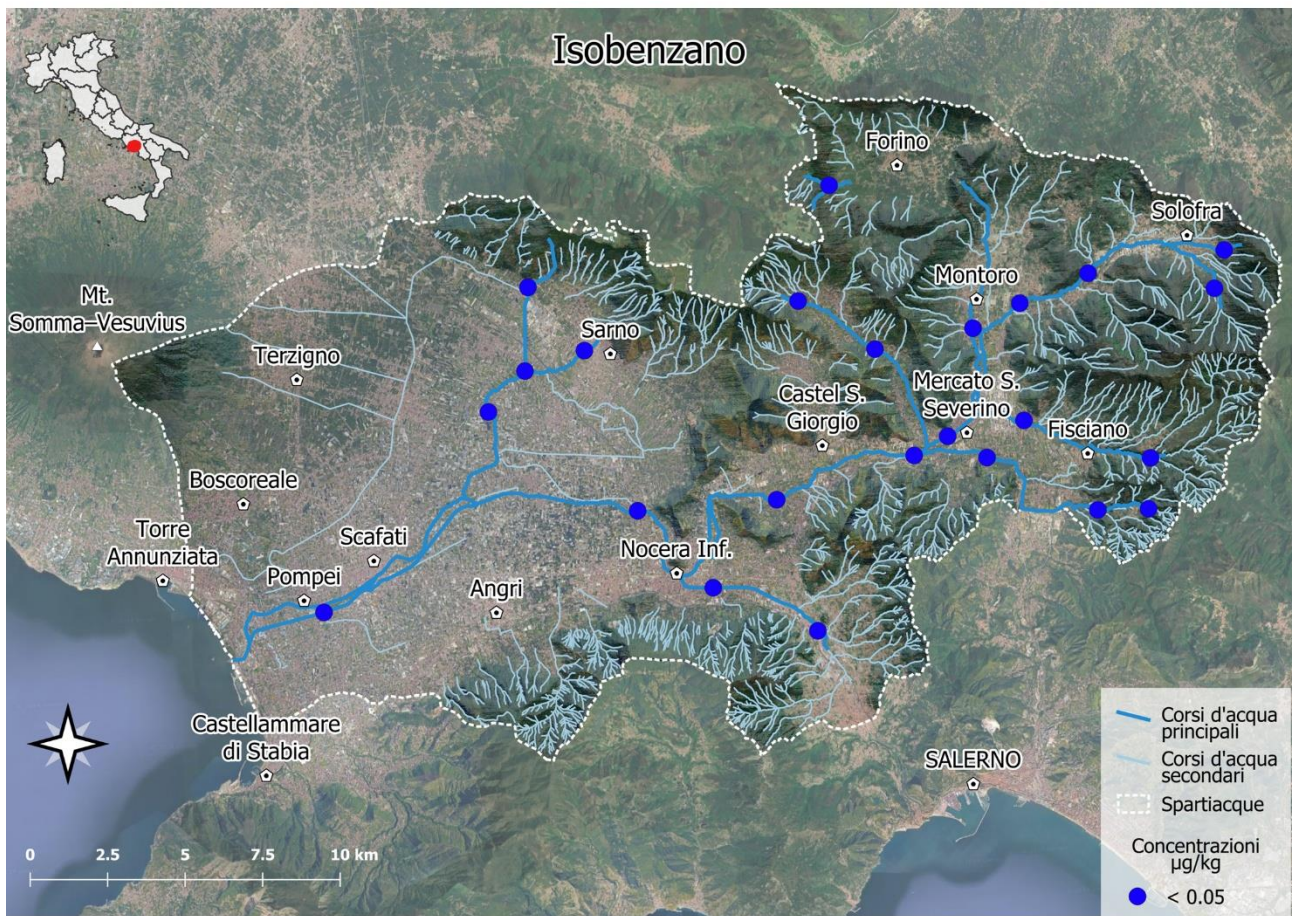 Isobenzano
Forino
Solofra
Montoro
Mt.
Somma–Vesuvius
Sarno
Terzigno
Castel S.
Giorgio
Mercato S.
Severino
Fisciano
Boscoreale
Torre
Annunziata
Scafati
Nocera Inf.
Pompei
Angri
Castellammare
di Stabia
SALERNO
0 2.5 5 7.5 10 km
Corsi d'acqua
principali
Corsi d'acqua
secondari
Spartiacque
Concentrazioni
µg/kg
< 0.05